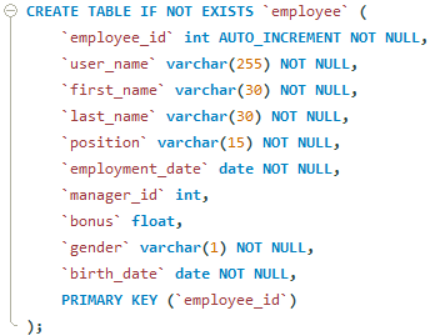 CREATE TABLE IF NOT EXISTS `employee` (
`employee_id` int AUTO_INCREMENT NOT NULL,
`user_name` varchar(255) NOT NULL,
`first_name` varchar(30) NOT NULL,
`last_name` varchar(30) NOT NULL,
`position` varchar(15) NOT NULL,
`employment_date` date NOT NULL,
`manager_id` int,
`bonus` float,
`gender` varchar(1) NOT NULL,
`birth_date` date NOT NULL,
PRIMARY KEY (`employee_id`)
);